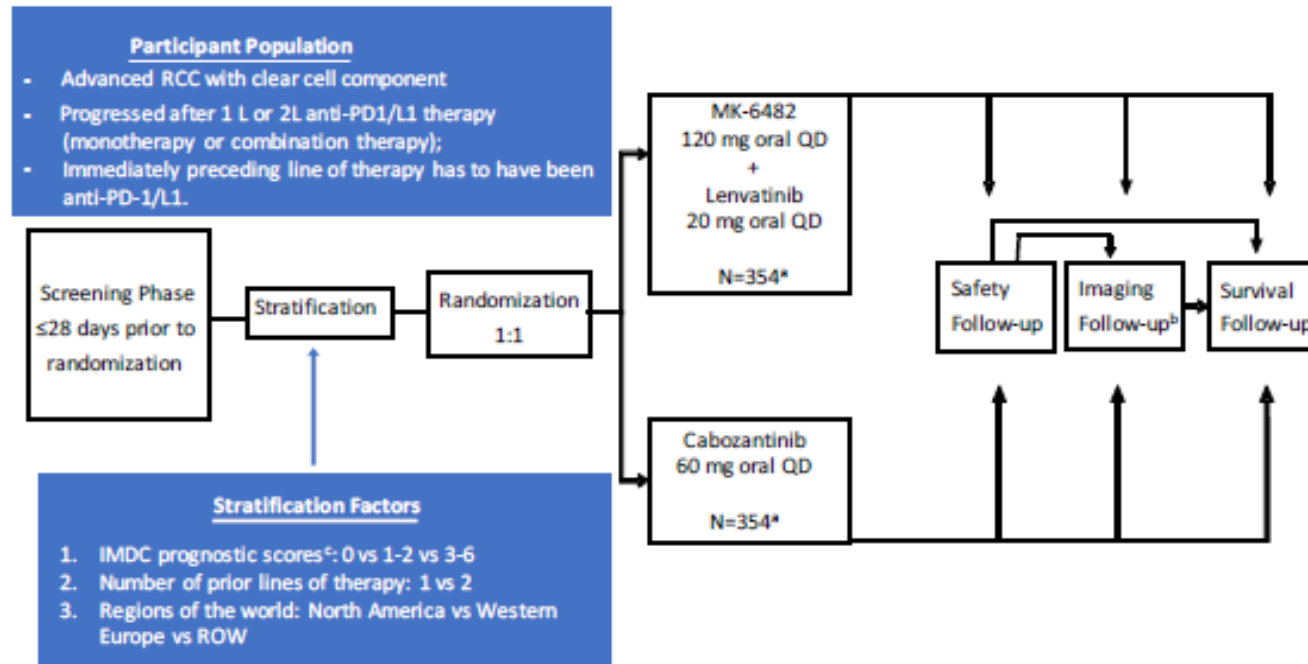 Participant Population
- Advanced RCC with clear cell component
- Progressed after 1 L or 2L anti-PD1/L1 therapy
(monotherapy or combination therapy);
- Immediately preceding line of therapy has to have been
anti-PD-1/L1.
Screening Phase
≤28 days prior to
randomization
Stratification
Randomization
1:1
MK-6482
120 mg oral QD
+
Lenvatinib
20 mg oral QD
N=354ᵃ
Cabozantinib
60 mg oral QD
N=354ᵃ
Safety
Follow-up
Imaging
Follow-upᵇ
Survival
Follow-up
Stratification Factors
1. IMDC prognostic scoresᶜ: 0 vs 1-2 vs 3-6
2. Number of prior lines of therapy: 1 vs 2
3. Regions of the world: North America vs Western
Europe vs ROW